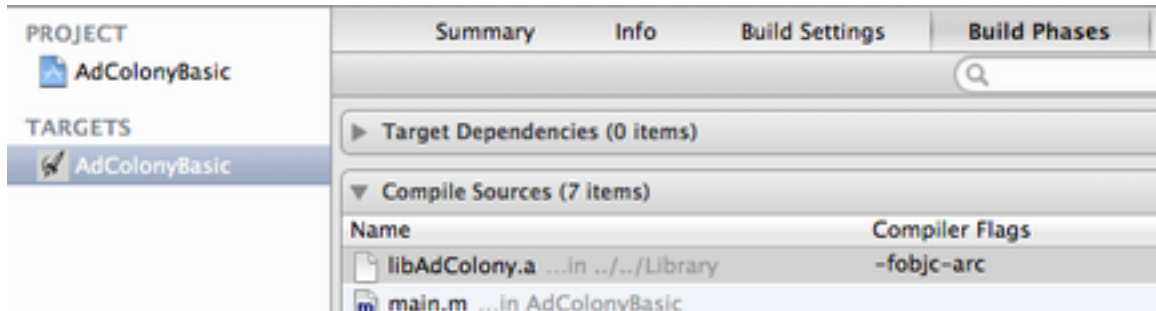 PROJECT
AdColonyBasic
TARGETS
AdColonyBasic
Summary Info Build Settings Build Phases
Target Dependencies (0 items)
Compile Sources (7 items)
Name Compiler Flags
libAdColony.a ...in ../../Library -fobjc-arc
main.m ...in AdColonyBasic